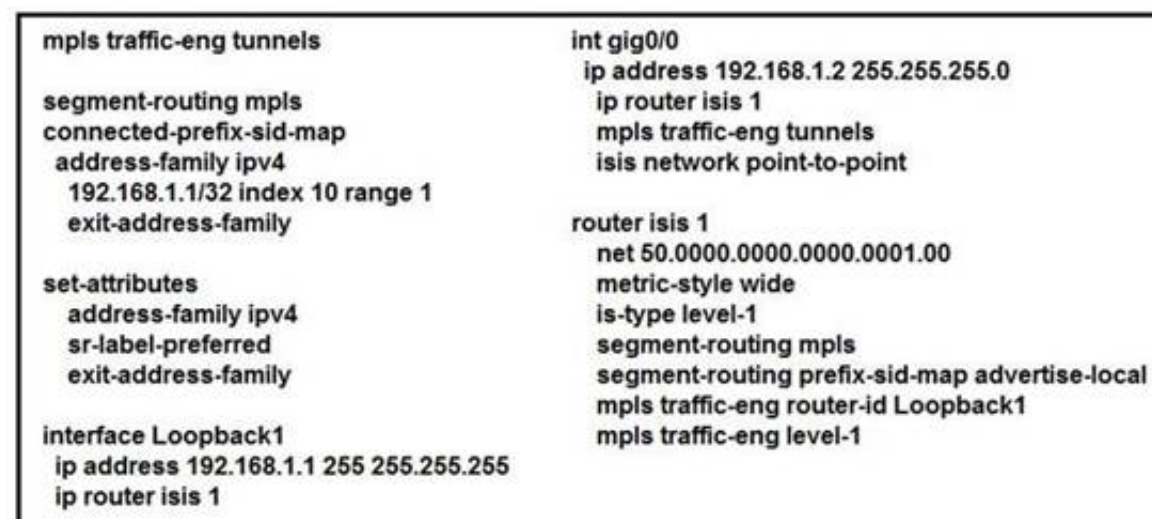 mpls traffic-eng tunnels
segment-routing mpls
connected-prefix-sid-map
address-family ipv4
192.168.1.1/32 index 10 range 1
exit-address-family
set-attributes
address-family ipv4
sr-label-preferred
exit-address-family
interface Loopback1
ip address 192.168.1.1 255 255.255.255
ip router isis 1
int gig0/0
ip address 192.168.1.2 255.255.255.0
ip router isis 1
mpls traffic-eng tunnels
isis network point-to-point
router isis 1
net 50.0000.0000.0000.0001.00
metric-style wide
is-type level-1
segment-routing mpls
segment-routing prefix-sid-map advertise-local
mpls traffic-eng router-id Loopback1
mpls traffic-eng level-1